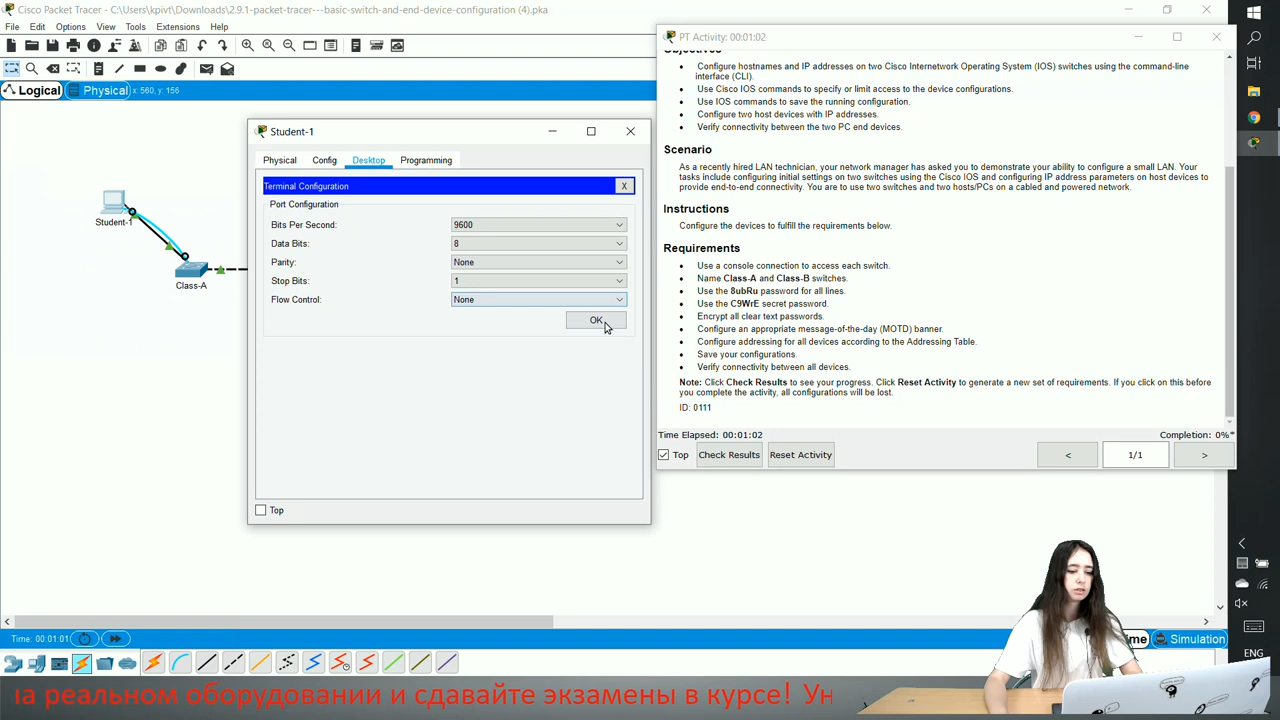 Cisco Packet Tracer - C:\Users\kpivt\Downloads\2.9.1-packet-tracer---basic-switch-and-end-device-configuration (4).pka
File Edit Options View Tools Extensions Help
Logical Physical x: 560, y: 156
Student-1
Class-A
Student-1
Physical Config Desktop Programming
Terminal Configuration X
Port Configuration
Bits Per Second: 9600
Data Bits: 8
Parity: None
Stop Bits: 1
Flow Control: None
OK
Top
PT Activity: 00:01:02
Objectives
Configure hostnames and IP addresses on two Cisco Internetwork Operating System (IOS) switches using the command-line
interface (CLI).
Use Cisco IOS commands to specify or limit access to the device configurations.
Use IOS commands to save the running configuration.
Configure two host devices with IP addresses.
Verify connectivity between the two PC end devices.
Scenario
As a recently hired LAN technician, your network manager has asked you to demonstrate your ability to configure a small LAN. Your
tasks include configuring initial settings on two switches using the Cisco IOS and configuring IP address parameters on host devices to
provide end-to-end connectivity. You are to use two switches and two hosts/PCs on a cabled and powered network.
Instructions
Configure the devices to fulfill the requirements below.
Requirements
Use a console connection to access each switch.
Name Class-A and Class-B switches.
Use the 8ubRu password for all lines.
Use the C9WrE secret password.
Encrypt all clear text passwords.
Configure an appropriate message-of-the-day (MOTD) banner.
Configure addressing for all devices according to the Addressing Table.
Save your configurations.
Verify connectivity between all devices.
Note: Click Check Results to see your progress. Click Reset Activity to generate a new set of requirements. If you click on this before
you complete the activity, all configurations will be lost.
ID: 0111
Time Elapsed: 00:01:02 Completion: 0%*
Top Check Results Reset Activity < 1/1 >
Time: 00:01:01 ime Simulation
ENG
на реальном оборудовании и сдавайте экзамены в курсе! Ун